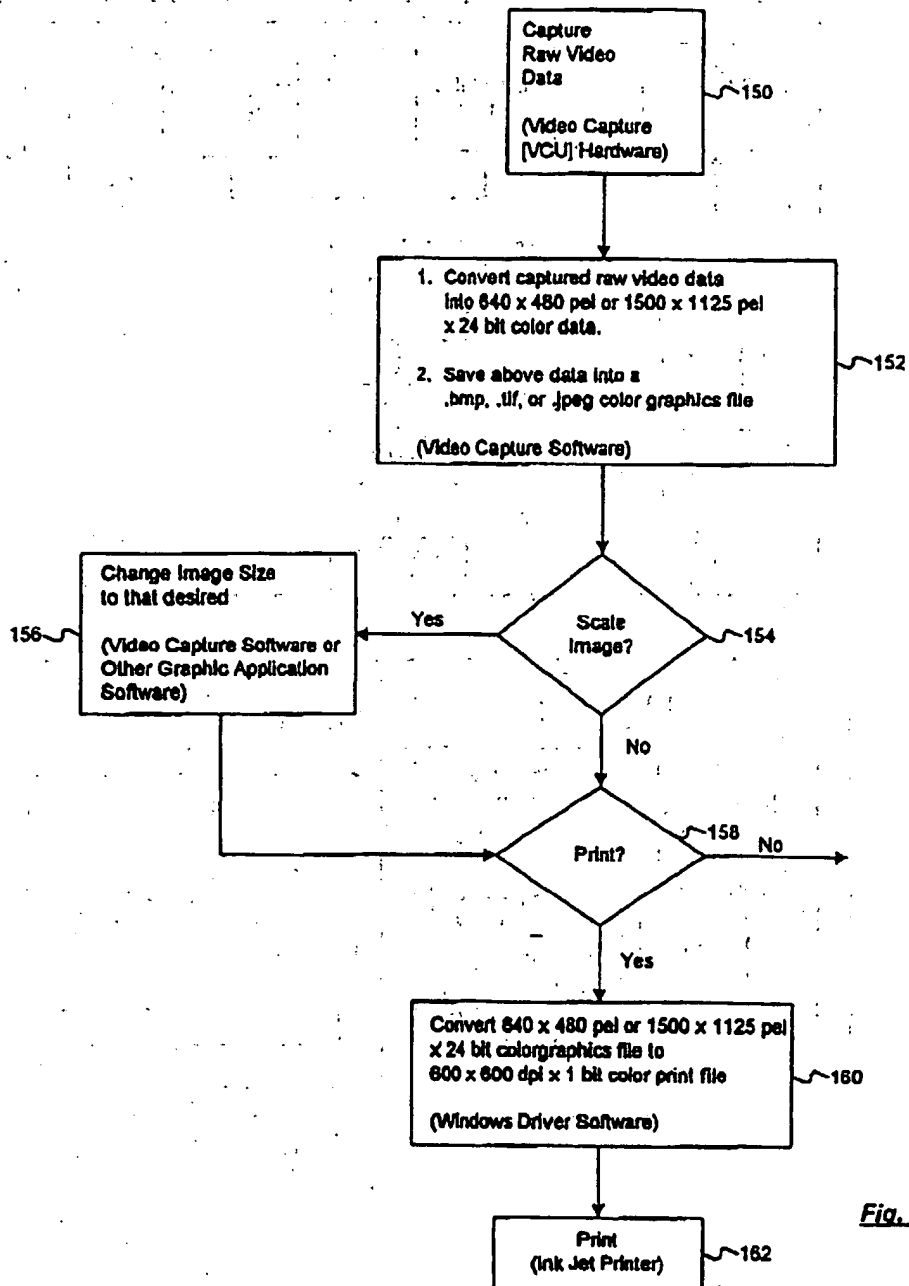 Capture
Raw Video
Data
(Video Capture
[VCU] Hardware)
150
1. Convert captured raw video data
into 640 x 480 pel or 1500 x 1125 pel
x 24 bit color data.
2. Save above data into a
.bmp, .tif, or .jpeg color graphics file
(Video Capture Software)
152
Change Image Size
to that desired
(Video Capture Software or
Other Graphic Application
Software)
156
Yes
Scale
Image?
154
No
Print?
158
No
Yes
Convert 640 x 480 pel or 1500 x 1125 pel
x 24 bit colorgraphics file to
600 x 600 dpi x 1 bit color print file
(Windows Driver Software)
160
Print
(Ink Jet Printer)
162
Fig.